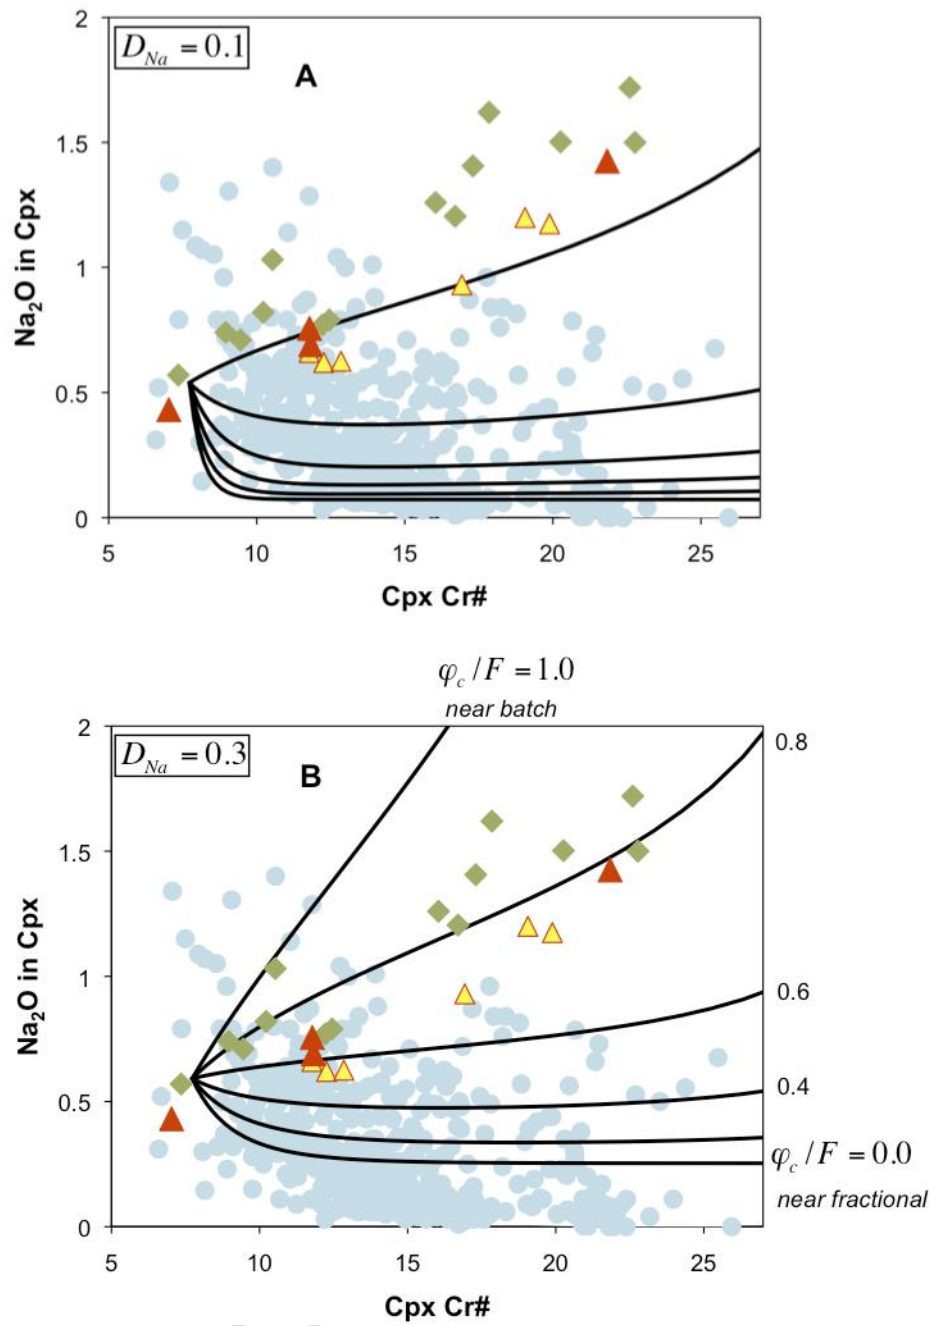 2
D_Na = 0.1
A
1.5
Na₂O in Cpx
1
0.5
0
5 10 15 20 25
Cpx Cr#
φ_c /F = 1.0
near batch
2
D_Na = 0.3
B
0.8
1.5
Na₂O in Cpx
1
0.6
0.5
0.4
φ_c /F = 0.0
near fractional
0
5 10 15 20 25
Cpx Cr#